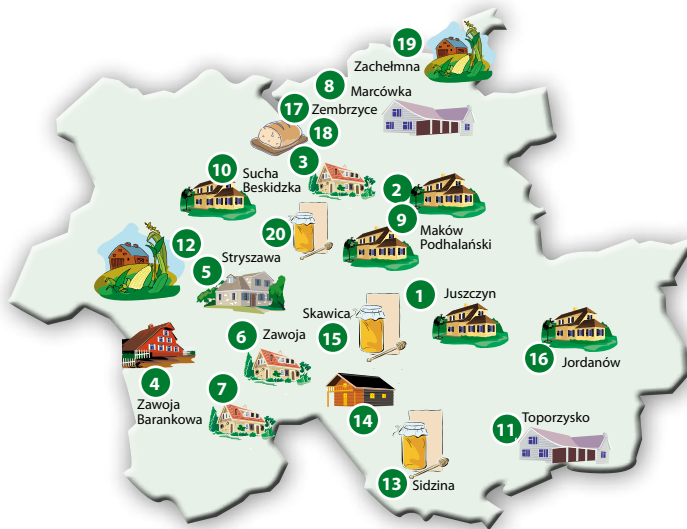 19
Zachełmna
8
Marcówka
17
Zembrzyce
18
3
10
Sucha
Beskidzka
2
9
Maków
Podhalański
20
12
5
Stryszawa
1
Juszczyn
Skawica
15
6
Zawoja
16
Jordanów
4
Zawoja
Barankowa
7
14
11
Toporzysko
13
Sidzina